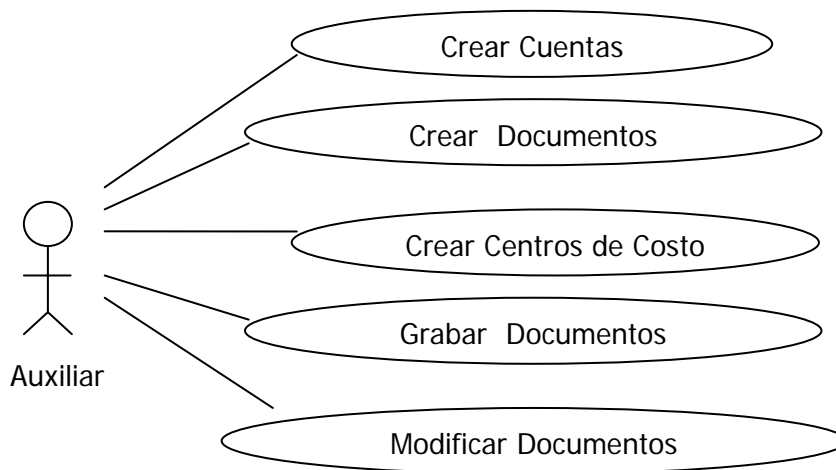 Crear Cuentas
Crear Documentos
Crear Centros de Costo
Grabar Documentos
Auxiliar
Modificar Documentos